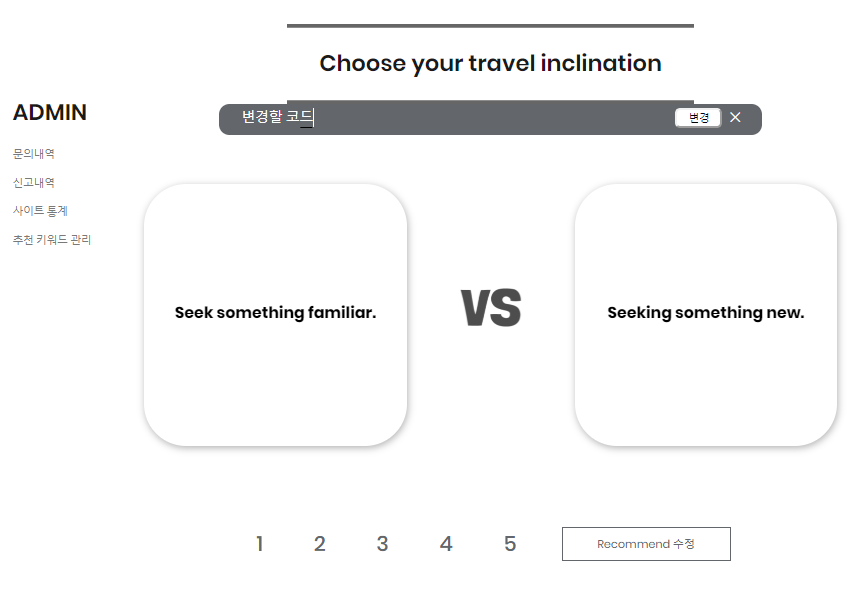 Choose your travel inclination
ADMIN
변경할 코드
변경
문의내역
신고내역
사이트 통계
추천 키워드 관리
Seek something familiar.
VS
Seeking something new.
1 2 3 4 5
Recommend 수정